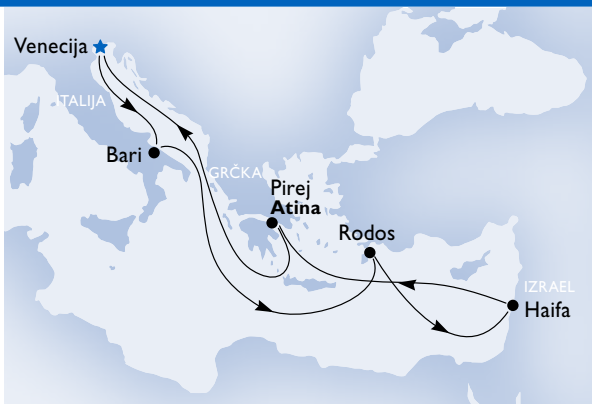 Venecija
ITALIJA
Bari
GRČKA
Pirej
Atina
Rodos
IZRAEL
Haifa